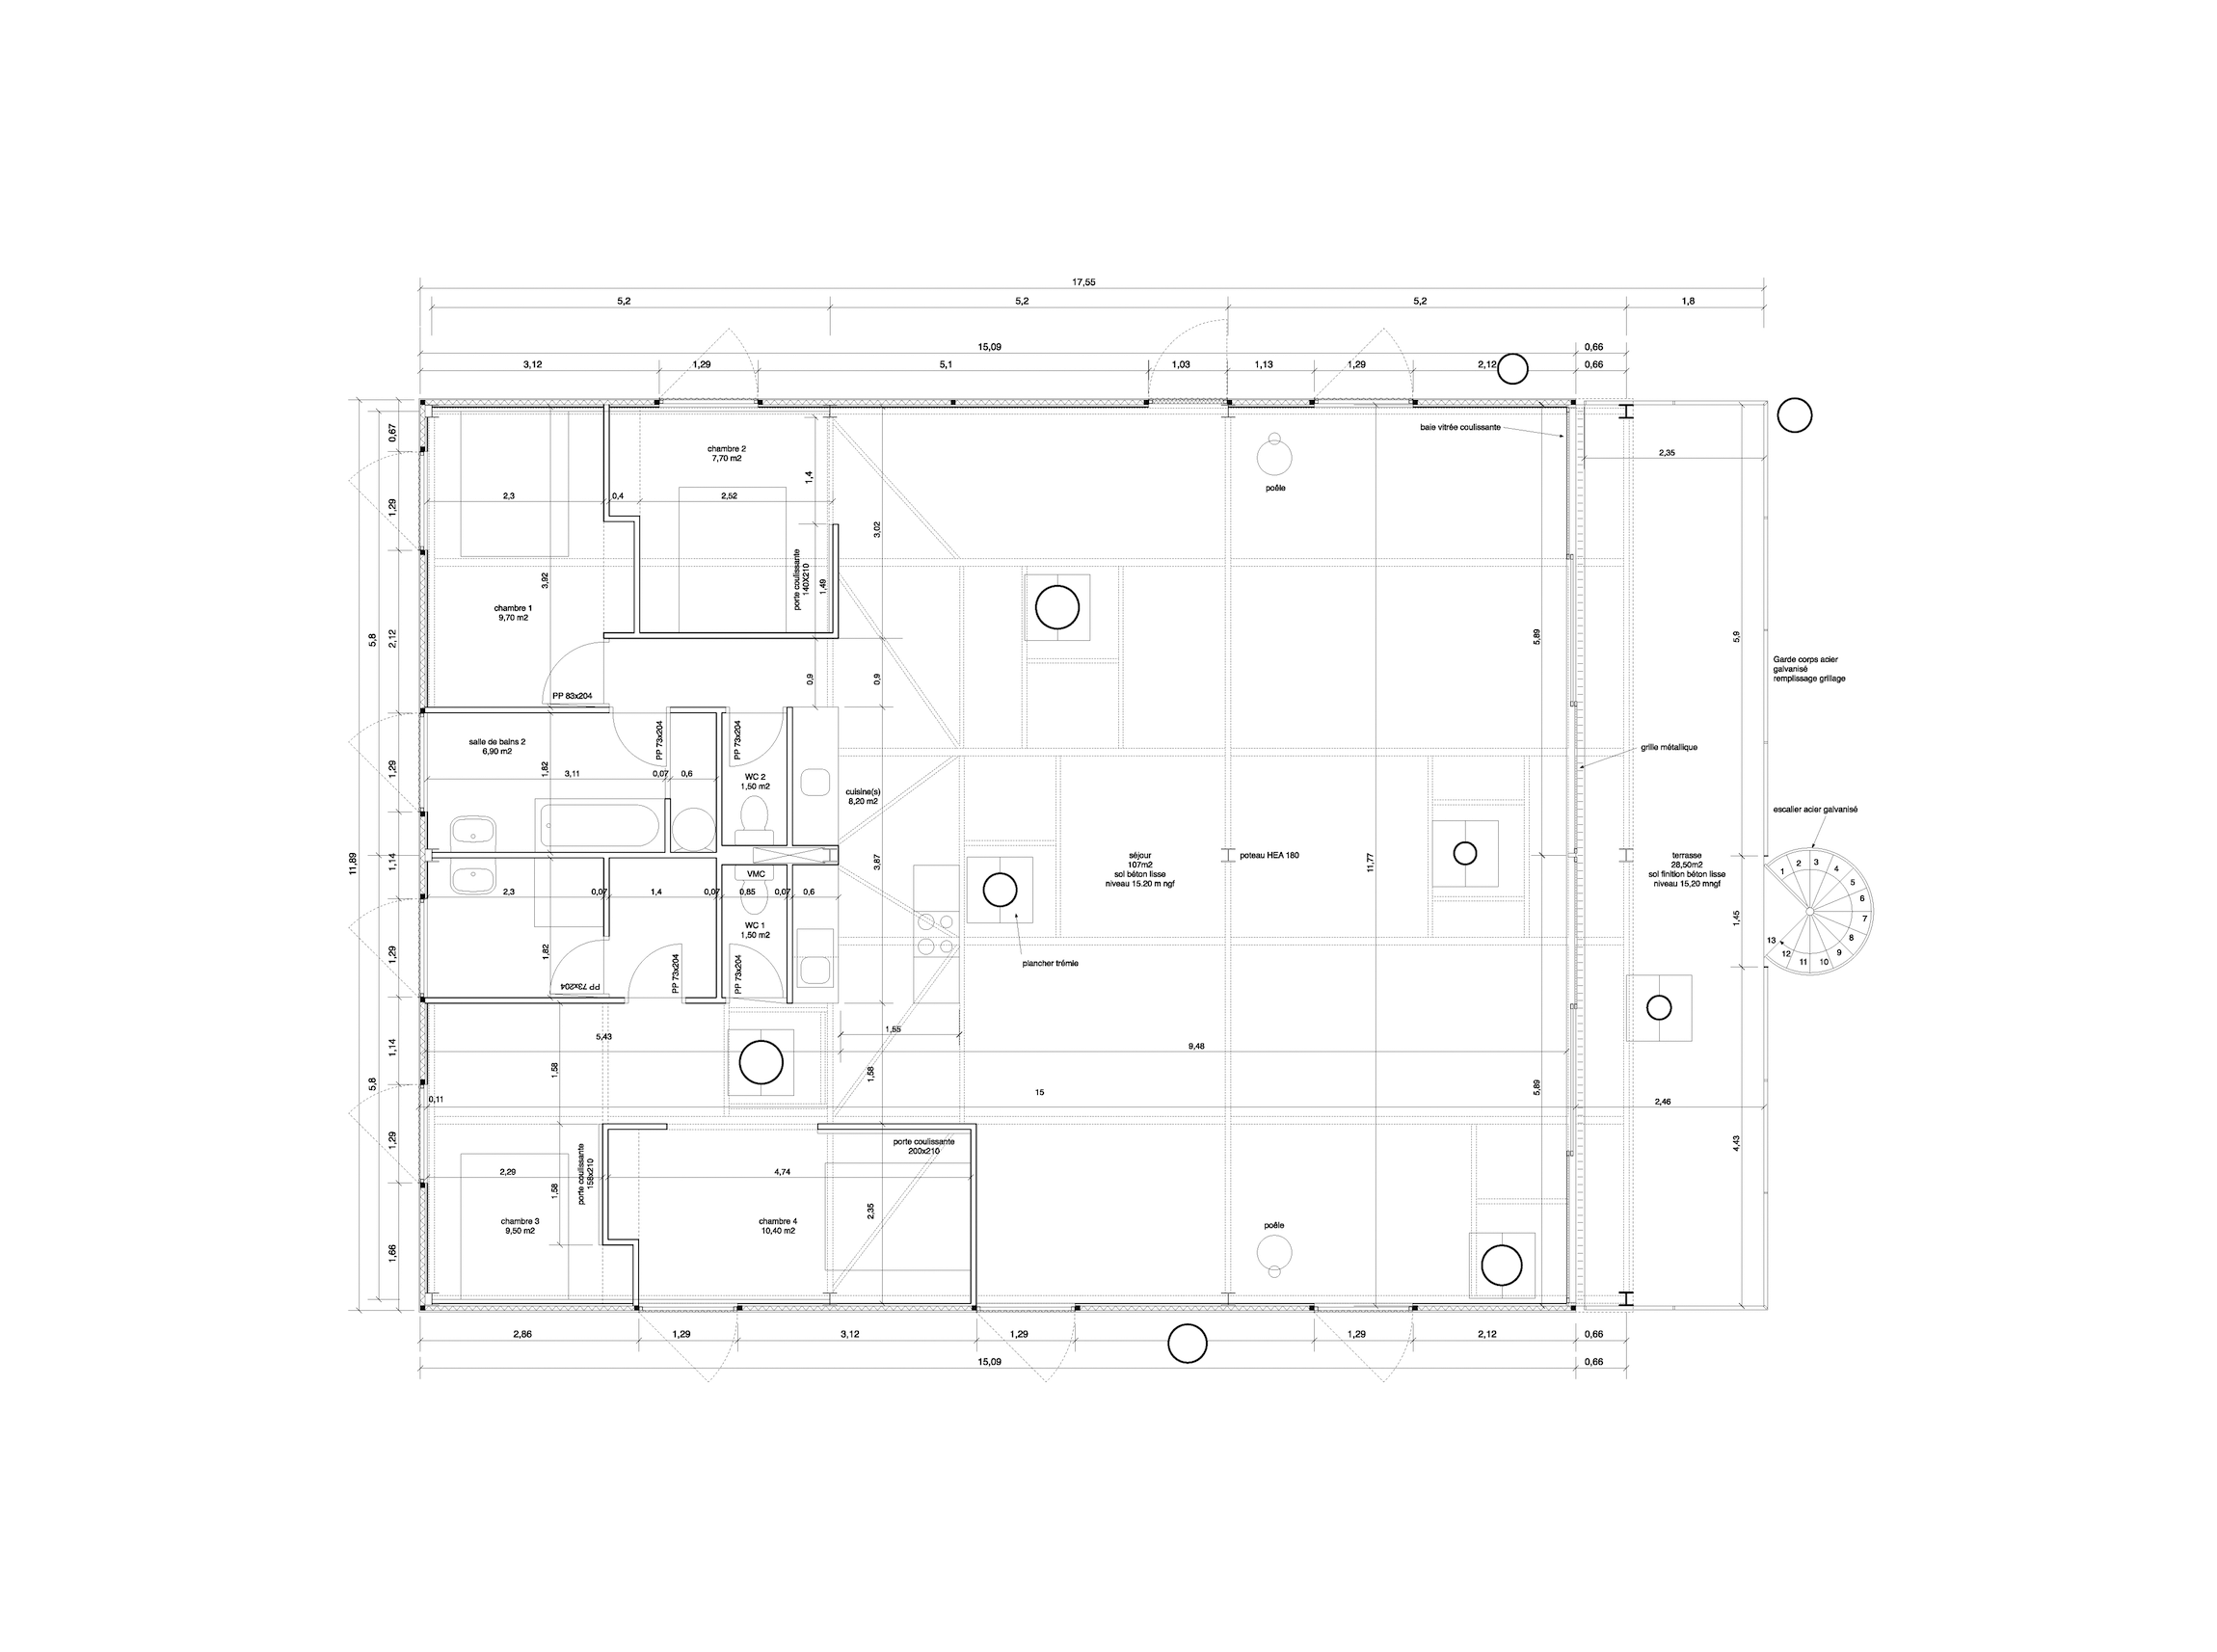 17,55
5,2
5,2
5,2
1,8
15,09
0,66
3,12
1,29
5,1
1,03
1,13
1,29
2,12
0,66
0,67
1,29
2,12
1,29
1,14
1,29
1,14
1,29
1,66
5,8
5,8
11,89
baie vitrée coulissante
chambre 2
7,70 m2
2,35
poêle
2,3
0,4
2,52
1,4
3,02
porte coulissante
140X210
1,49
3,92
chambre 1
9,70 m2
5,89
5,9
Garde corps acier
galvanisé
remplissage grillage
0,9
0,9
PP 83x204
PP 73x204
PP 73x204
salle de bains 2
6,90 m2
grille métallique
1,82
3,11
0,07
0,6
WC 2
1,50 m2
cuisine(s)
8,20 m2
escalier acier galvanisé
séjour
107m2
sol béton lisse
niveau 15.20 m ngf
poteau HEA 180
11,77
terrasse
28,50m2
sol finition béton lisse
niveau 15,20 mngf
1
2
3
4
5
6
7
8
9
10
11
12
13
VMC
3,87
2,3
0,07
1,4
0,07
0,85
0,07
0,6
1,45
WC 1
1,50 m2
1,82
PP 73x204
PP 73x204
PP 73x204
plancher trémie
5,43
1,55
9,48
1,58
1,58
5,89
0,11
15
2,46
4,43
porte coulissante
200x210
2,29
porte coulissante
158x210
1,58
4,74
2,35
chambre 3
9,50 m2
chambre 4
10,40 m2
poêle
2,86
1,29
3,12
1,29
1,29
2,12
0,66
15,09
0,66